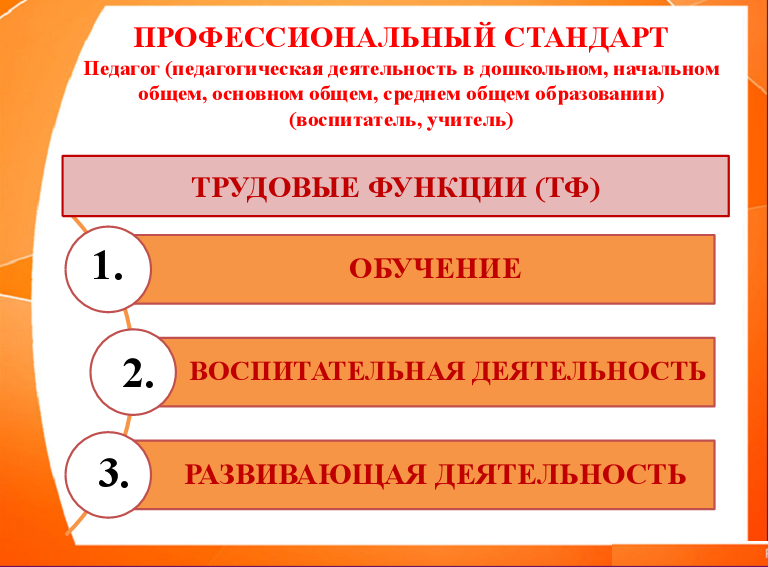 ПРОФЕССИОНАЛЬНЫЙ СТАНДАРТ
Педагог (педагогическая деятельность в дошкольном, начальном
общем, основном общем, среднем общем образовании)
(воспитатель, учитель)
ТРУДОВЫЕ ФУНКЦИИ (ТФ)
1. ОБУЧЕНИЕ
2. ВОСПИТАТЕЛЬНАЯ ДЕЯТЕЛЬНОСТЬ
3. РАЗВИВАЮЩАЯ ДЕЯТЕЛЬНОСТЬ